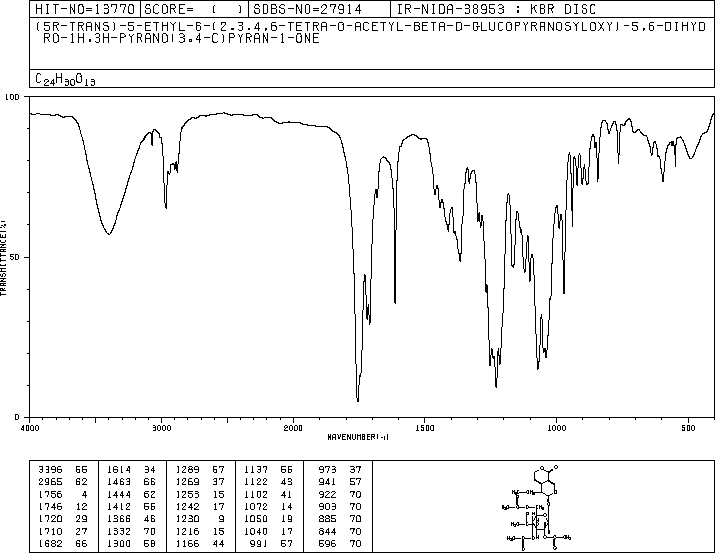 HIT-NO=13770 SCORE= ( ) SDBS-NO=27914 IR-NIDA-38953 : KBR DISC
(5R-TRANS)-5-ETHYL-6-(2,3,4,6-TETRA-O-ACETYL-BETA-D-GLUCOPYRANOSYLOXY)-5,6-DIHYD
RO-1H,3H-PYRANO(3,4-C)PYRAN-1-ONE
C24H30O13
100
50
0
TRANSMITTANCE(%)
4000 3000 2000 1500 1000 500
WAVENUMBER(-1)
3396 55 1614 34 1289 57 1137 55 973 37
2965 62 1463 66 1269 37 1122 43 941 57
1756 4 1444 62 1253 15 1102 41 922 70
1746 12 1412 55 1242 17 1072 14 903 70
1720 29 1366 46 1230 9 1050 19 885 70
1710 27 1332 70 1216 15 1040 17 844 70
1682 66 1300 58 1166 44 991 57 596 70